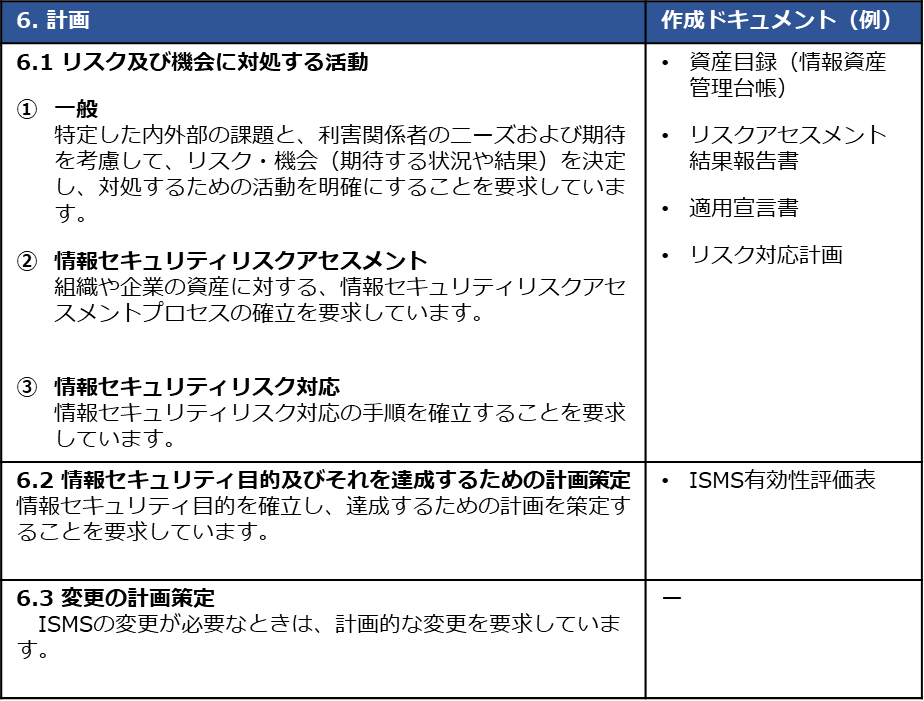 6. 計画
作成ドキュメント（例）
6.1 リスク及び機会に対処する活動
① 一般
特定した内外部の課題と、利害関係者のニーズおよび期待
を考慮して、リスク・機会（期待する状況や結果）を決定
し、対処するための活動を明確にすることを要求していま
す。
② 情報セキュリティリスクアセスメント
組織や企業の資産に対する、情報セキュリティリスクアセ
スメントプロセスの確立を要求しています。
③ 情報セキュリティリスク対応
情報セキュリティリスク対応の手順を確立することを要求
しています。
• 資産目録（情報資産
管理台帳）
• リスクアセスメント
結果報告書
• 適用宣言書
• リスク対応計画
6.2 情報セキュリティ目的及びそれを達成するための計画策定
情報セキュリティ目的を確立し、達成するための計画を策定す
ることを要求しています。
• ISMS有効性評価表
6.3 変更の計画策定
ISMSの変更が必要なときは、計画的な変更を要求していま
す。
ー